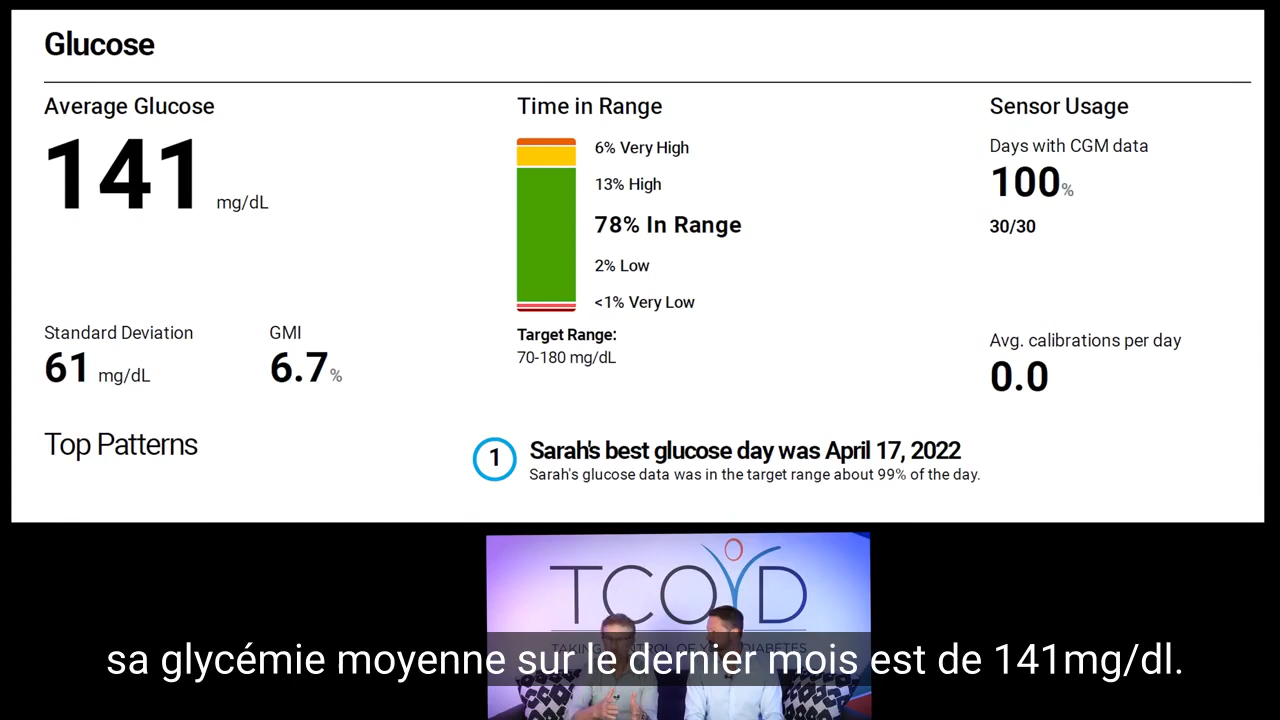 Glucose
Average Glucose
141 mg/dL
Standard Deviation
61 mg/dL
GMI
6.7%
Time in Range
6% Very High
13% High
78% In Range
2% Low
<1% Very Low
Target Range:
70-180 mg/dL
Sensor Usage
Days with CGM data
100%
30/30
Avg. calibrations per day
0.0
Top Patterns
1
Sarah's best glucose day was April 17, 2022
Sarah's glucose data was in the target range about 99% of the day.
TCOYD
TAKING CONTROL OF DIABETES
sa glycémie moyenne sur le dernier mois est de 141mg/dl.